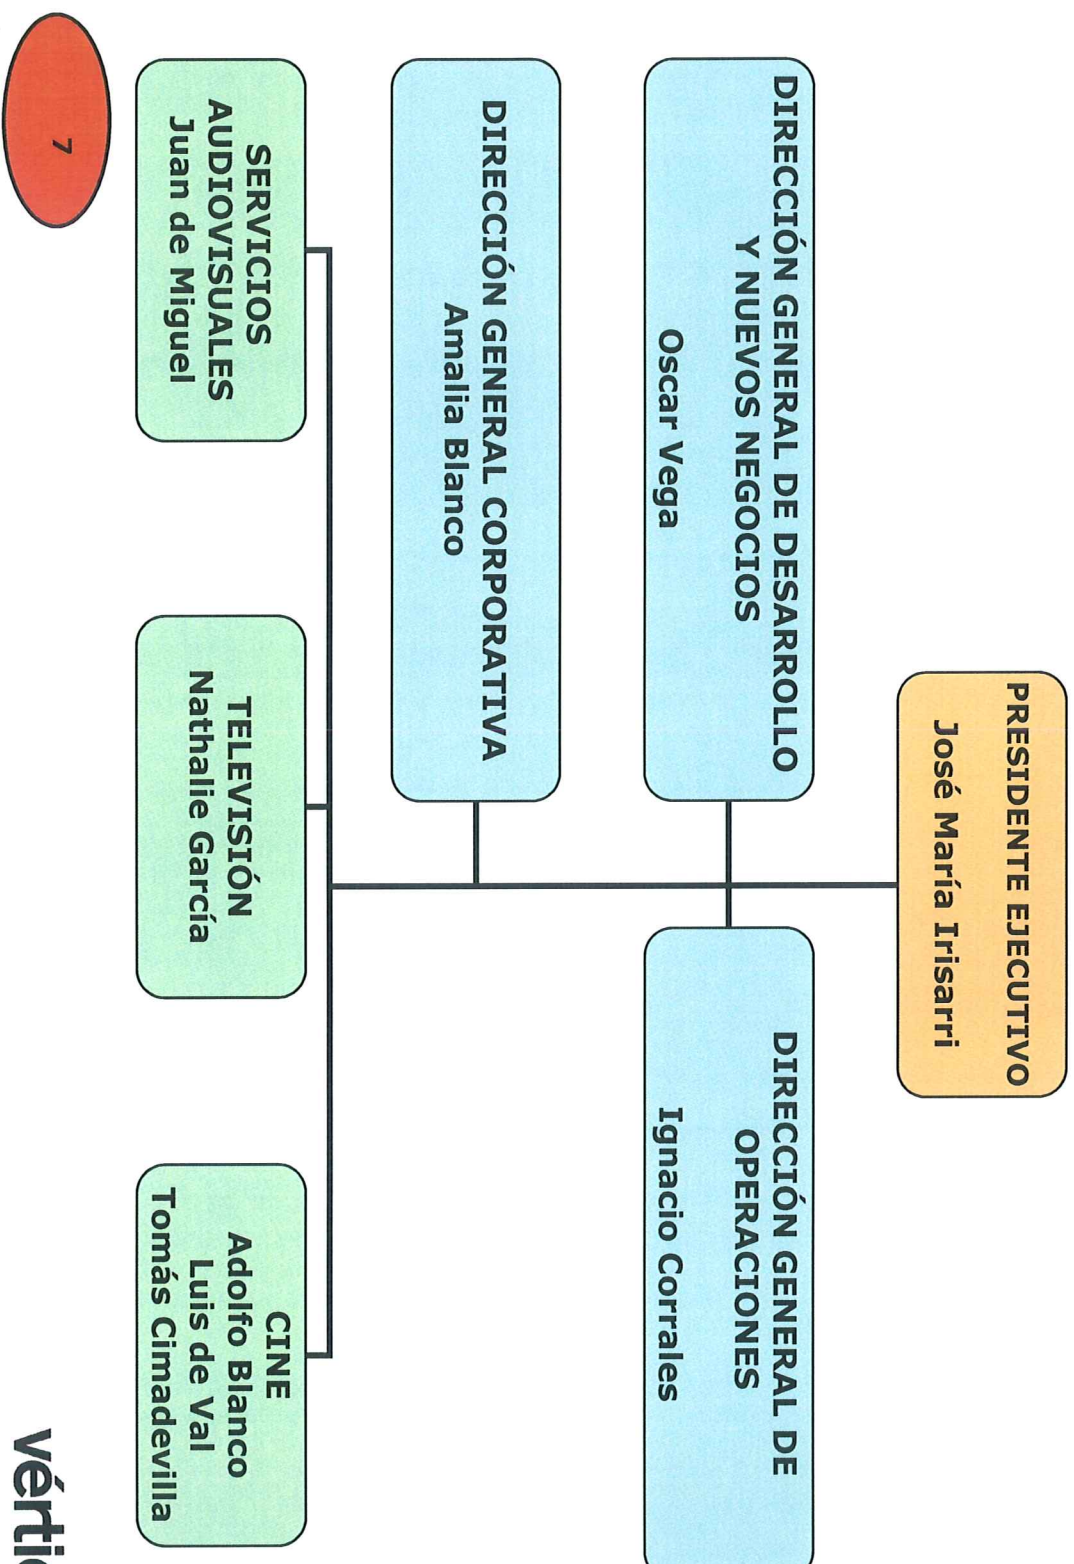 PRESIDENTE EJECUTIVO
José María Irisarri
DIRECCIÓN GENERAL DE DESARROLLO
Y NUEVOS NEGOCIOS
Oscar Vega
DIRECCIÓN GENERAL DE
OPERACIONES
Ignacio Corrales
DIRECCIÓN GENERAL CORPORATIVA
Amalia Blanco
SERVICIOS
AUDIOVISUALES
Juan de Miguel
TELEVISIÓN
Nathalie García
CINE
Adolfo Blanco
Luis de Val
Tomás Cimadevilla
7